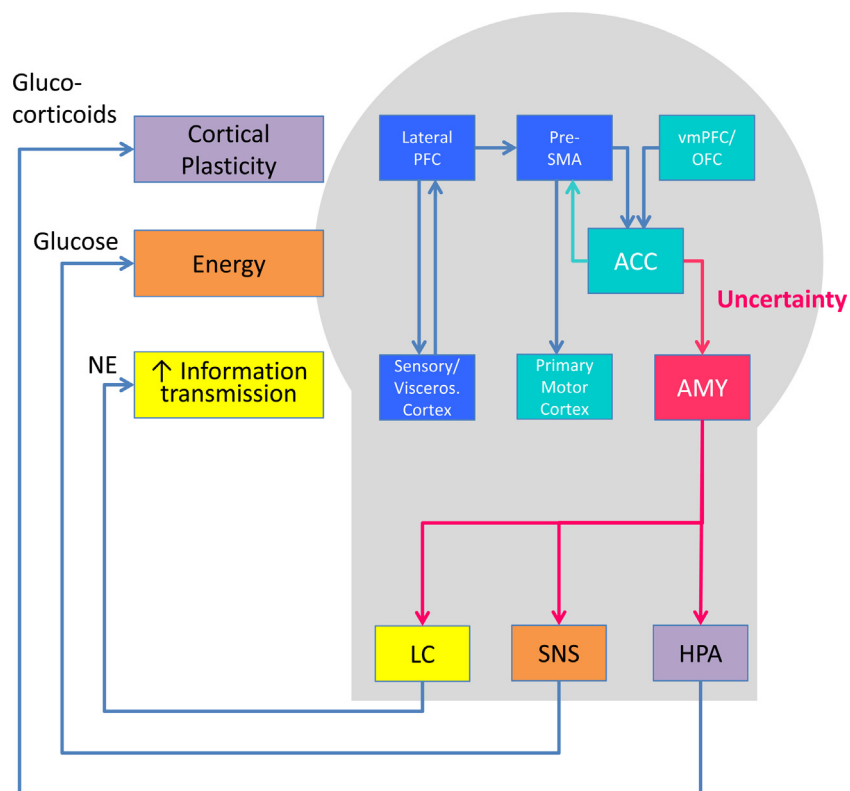 Gluco-
corticoids
Cortical
Plasticity
Lateral
PFC
Pre-
SMA
vmPFC/
OFC
Glucose
Energy
ACC
Uncertainty
NE
↑ Information
transmission
Sensory/
Visceros.
Cortex
Primary
Motor
Cortex
AMY
LC
SNS
HPA